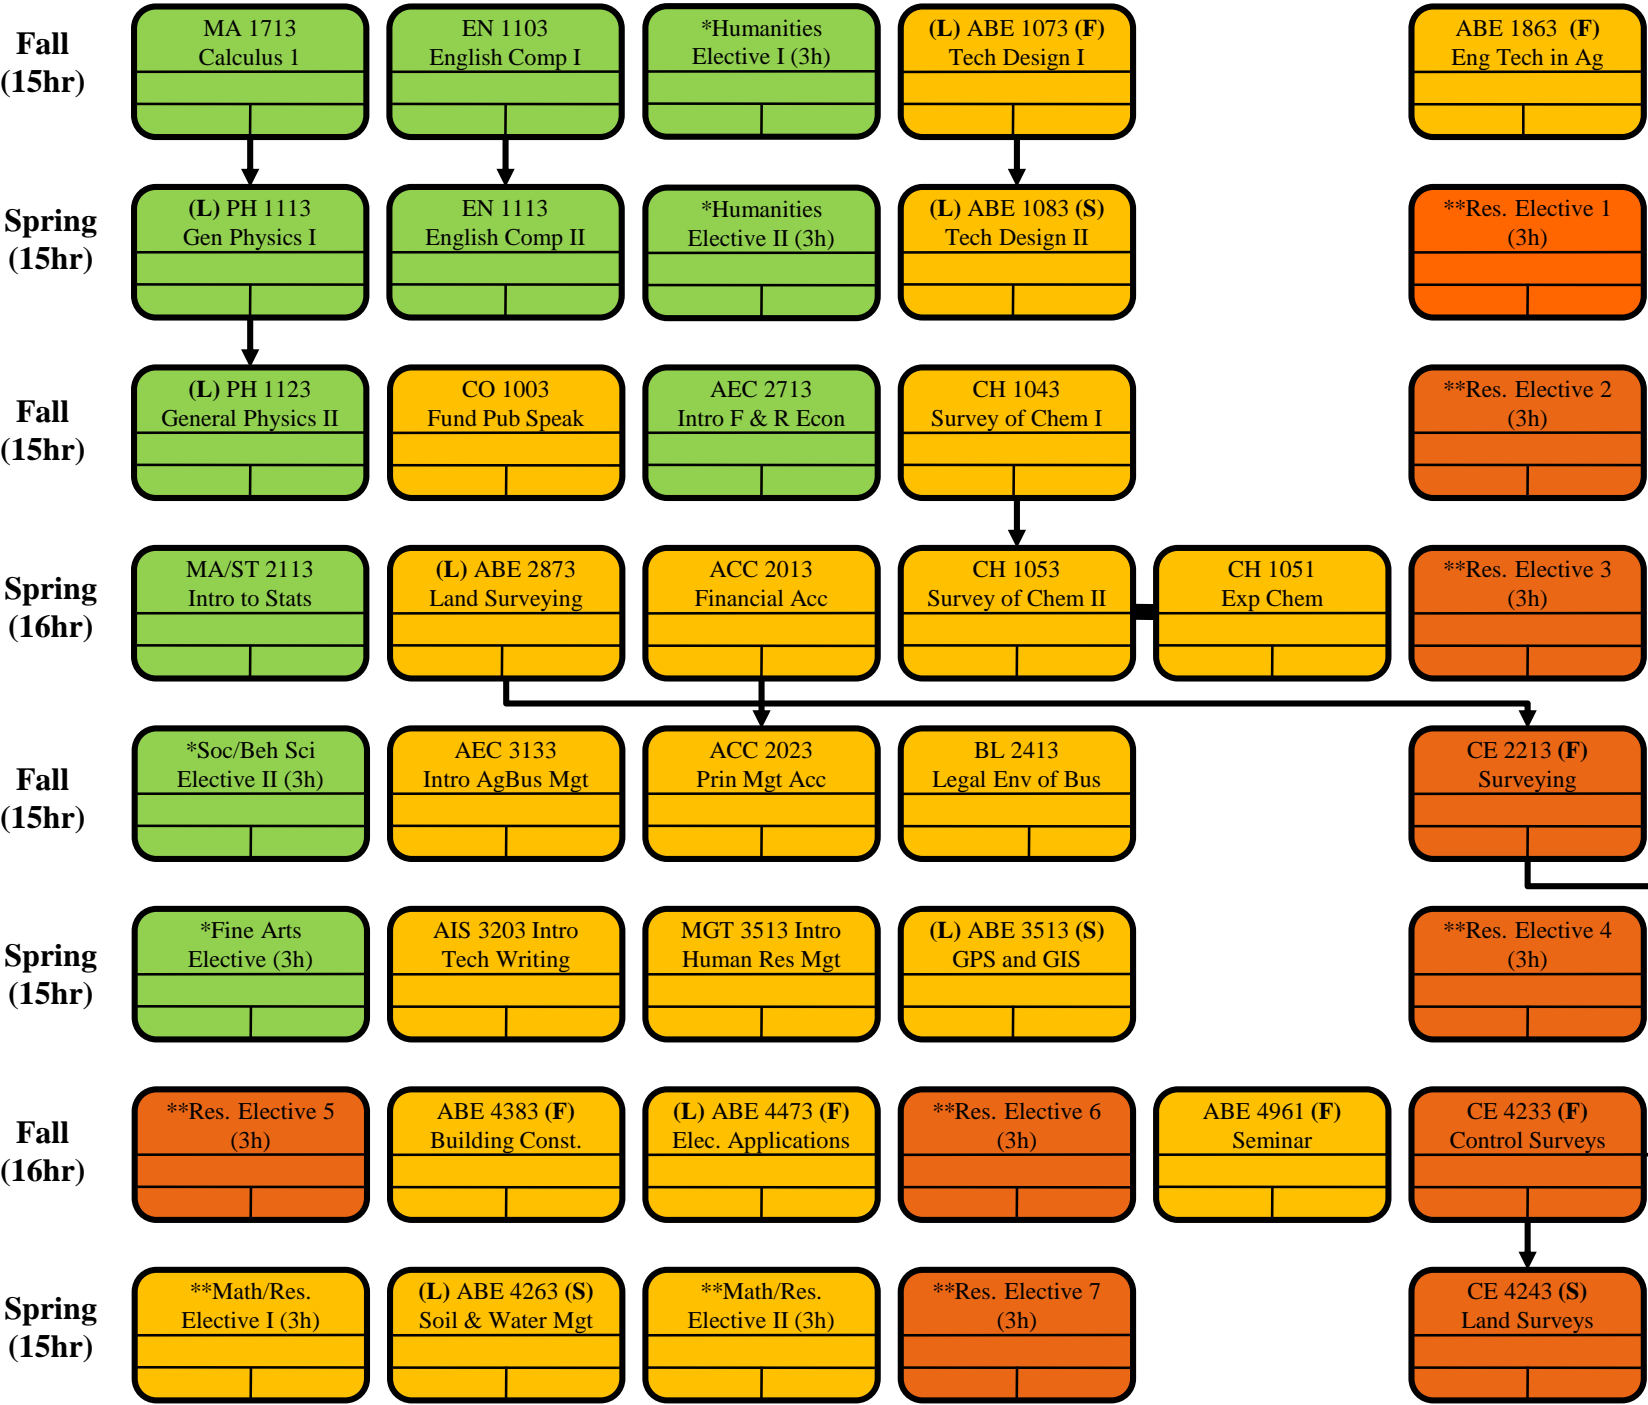 Fall
(15hr)
MA 1713
Calculus 1
EN 1103
English Comp I
*Humanities
Elective I (3h)
(L) ABE 1073 (F)
Tech Design I
ABE 1863 (F)
Eng Tech in Ag
Spring
(15hr)
(L) PH 1113
Gen Physics I
EN 1113
English Comp II
*Humanities
Elective II (3h)
(L) ABE 1083 (S)
Tech Design II
**Res. Elective 1
(3h)
Fall
(15hr)
(L) PH 1123
General Physics II
CO 1003
Fund Pub Speak
AEC 2713
Intro F & R Econ
CH 1043
Survey of Chem I
**Res. Elective 2
(3h)
Spring
(16hr)
MA/ST 2113
Intro to Stats
(L) ABE 2873
Land Surveying
ACC 2013
Financial Acc
CH 1053
Survey of Chem II
CH 1051
Exp Chem
**Res. Elective 3
(3h)
Fall
(15hr)
*Soc/Beh Sci
Elective II (3h)
AEC 3133
Intro AgBus Mgt
ACC 2023
Prin Mgt Acc
BL 2413
Legal Env of Bus
CE 2213 (F)
Surveying
Spring
(15hr)
*Fine Arts
Elective (3h)
AIS 3203 Intro
Tech Writing
MGT 3513 Intro
Human Res Mgt
(L) ABE 3513 (S)
GPS and GIS
**Res. Elective 4
(3h)
Fall
(16hr)
**Res. Elective 5
(3h)
ABE 4383 (F)
Building Const.
(L) ABE 4473 (F)
Elec. Applications
**Res. Elective 6
(3h)
ABE 4961 (F)
Seminar
CE 4233 (F)
Control Surveys
Spring
(15hr)
**Math/Res.
Elective I (3h)
(L) ABE 4263 (S)
Soil & Water Mgt
**Math/Res.
Elective II (3h)
**Res. Elective 7
(3h)
CE 4243 (S)
Land Surveys